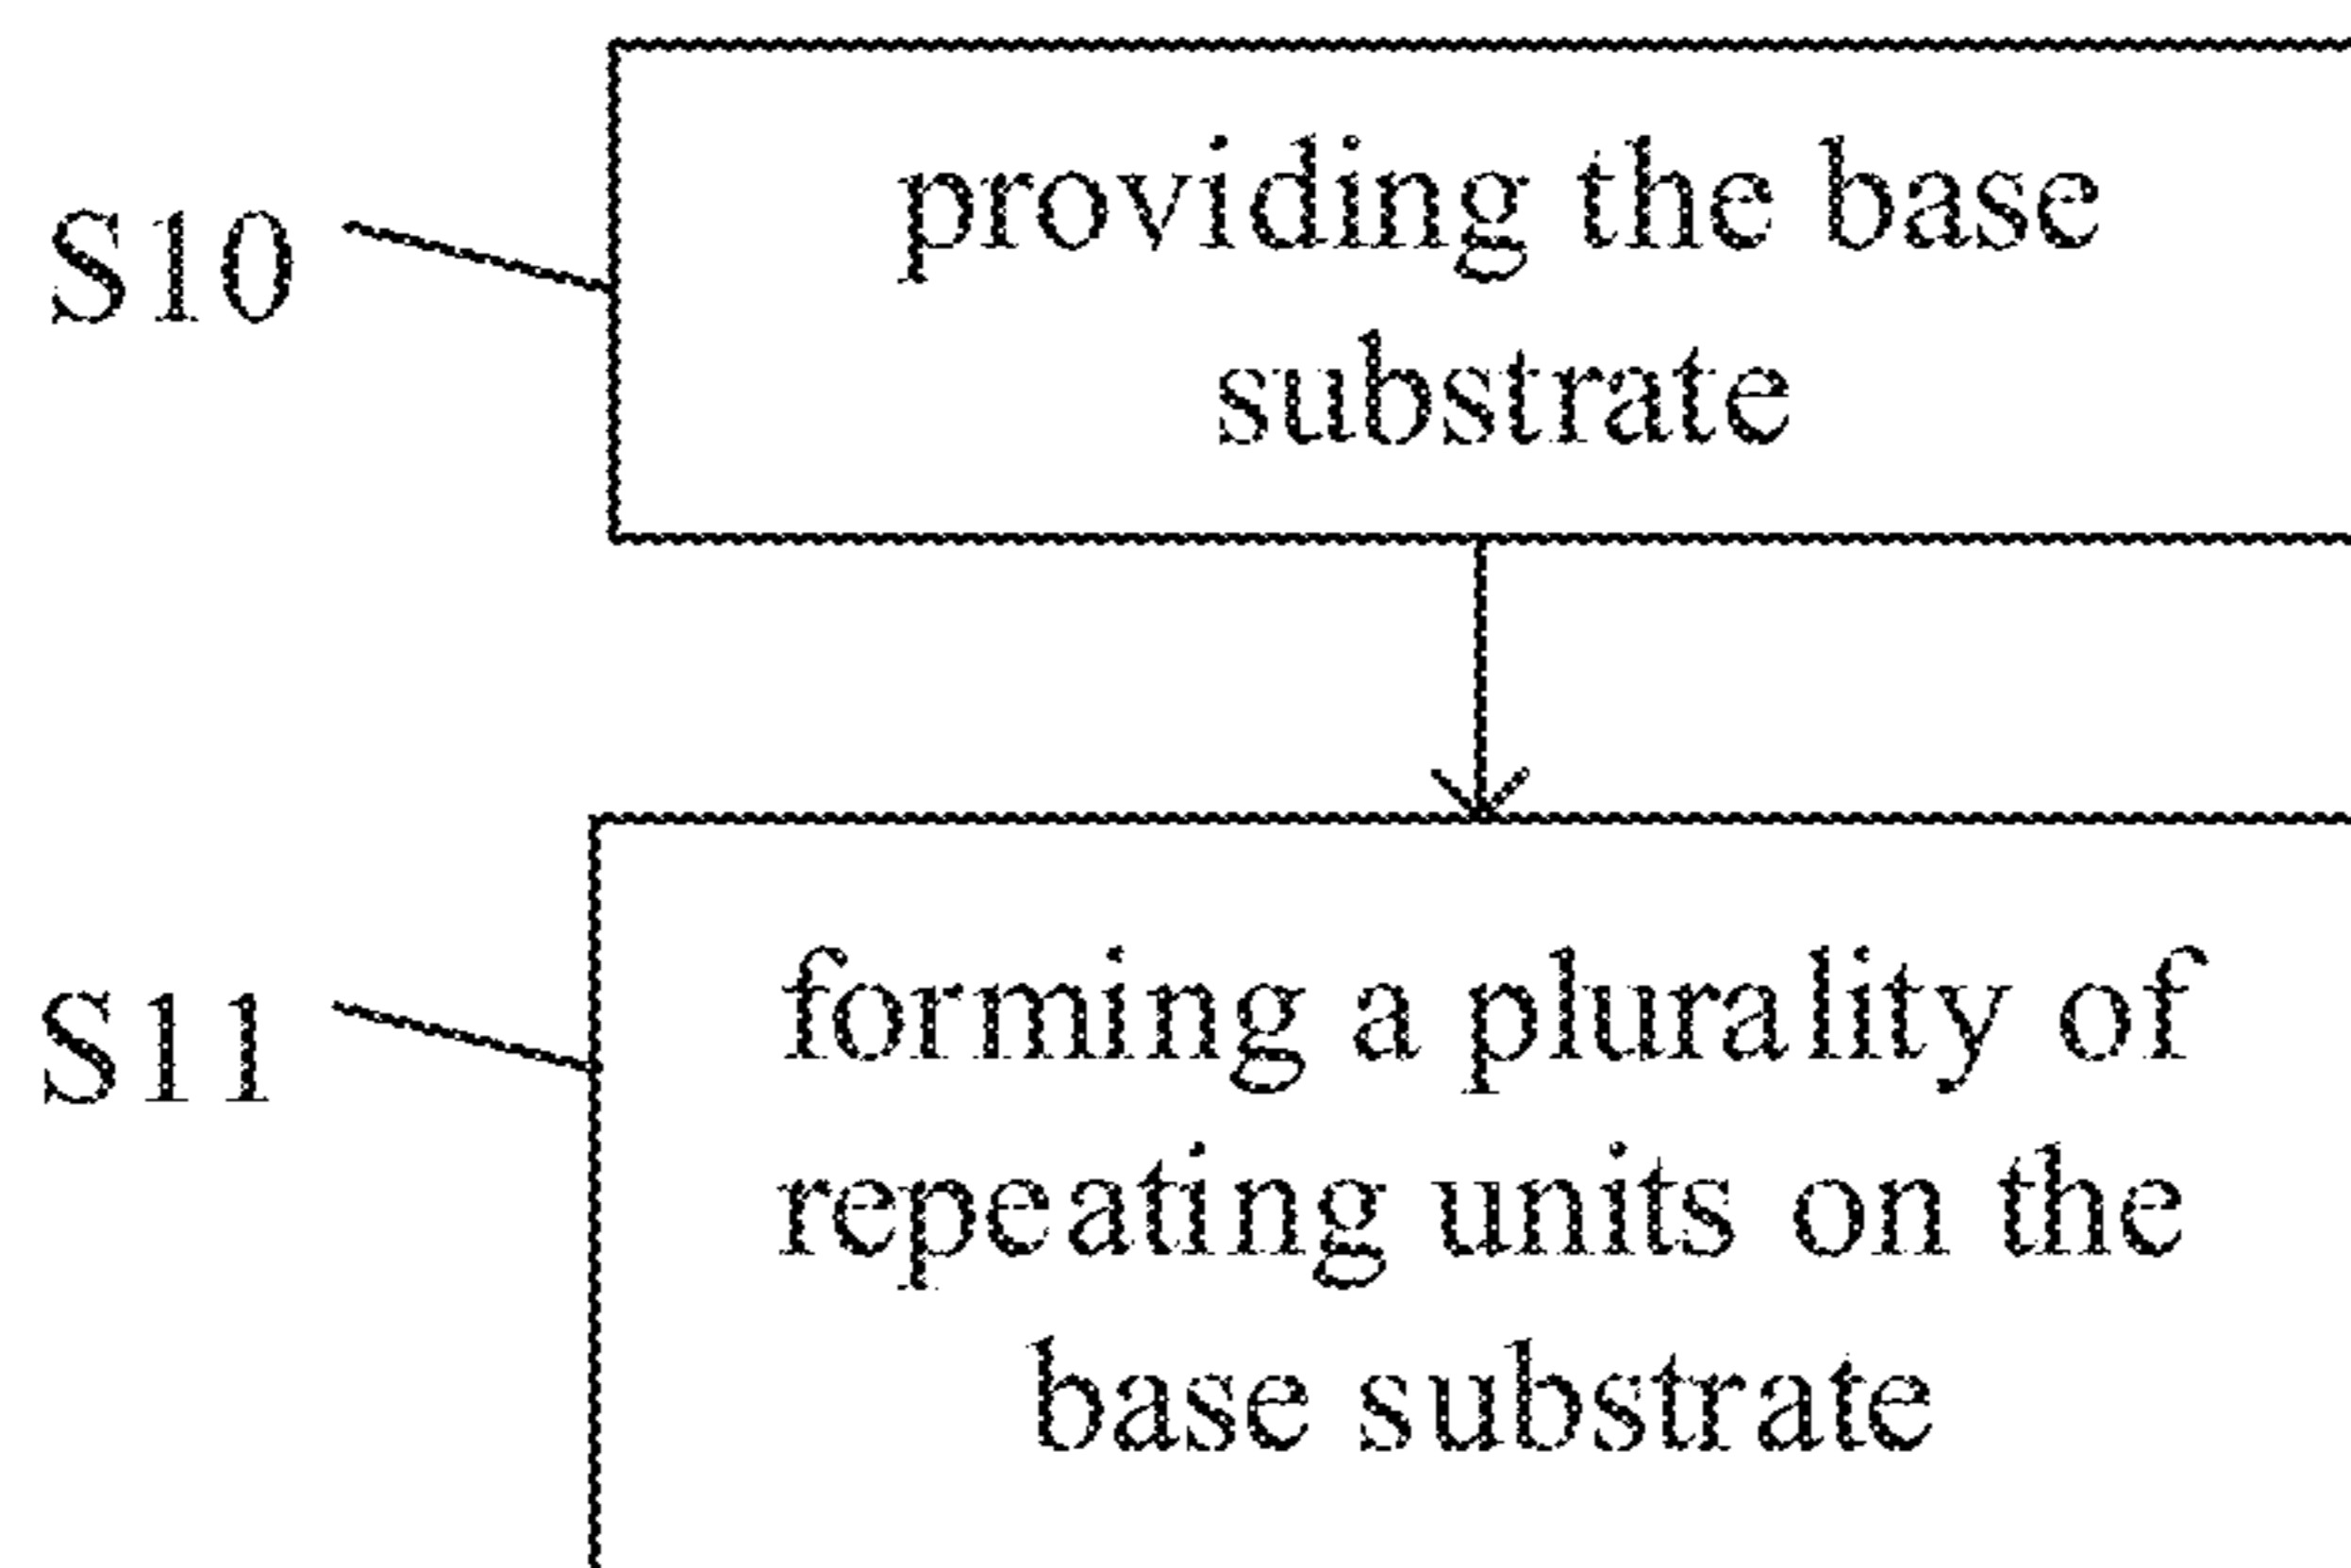 S10
providing the base
substrate
S11
forming a plurality of
repeating units on the
base substrate